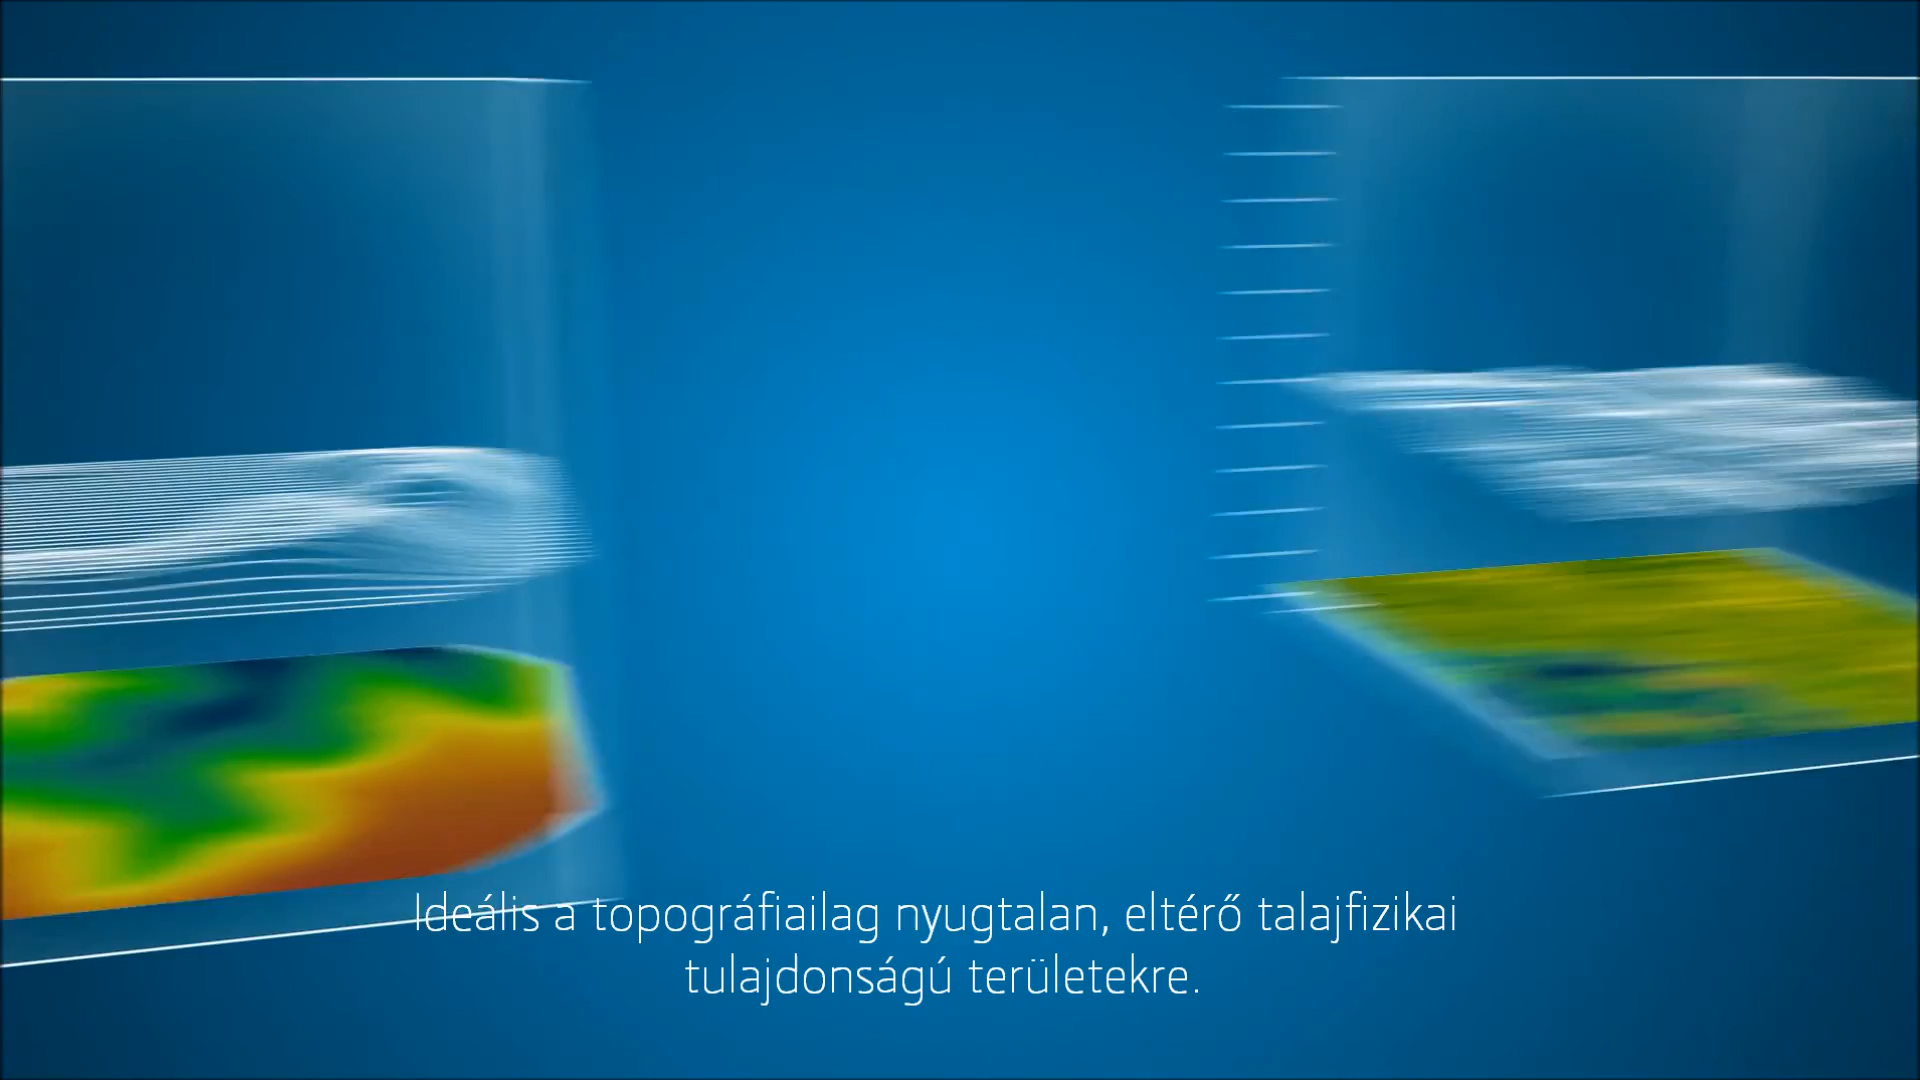 Ideális a topográfiailag nyugtalan, eltérő talajfizikai
tulajdonságú területekre.